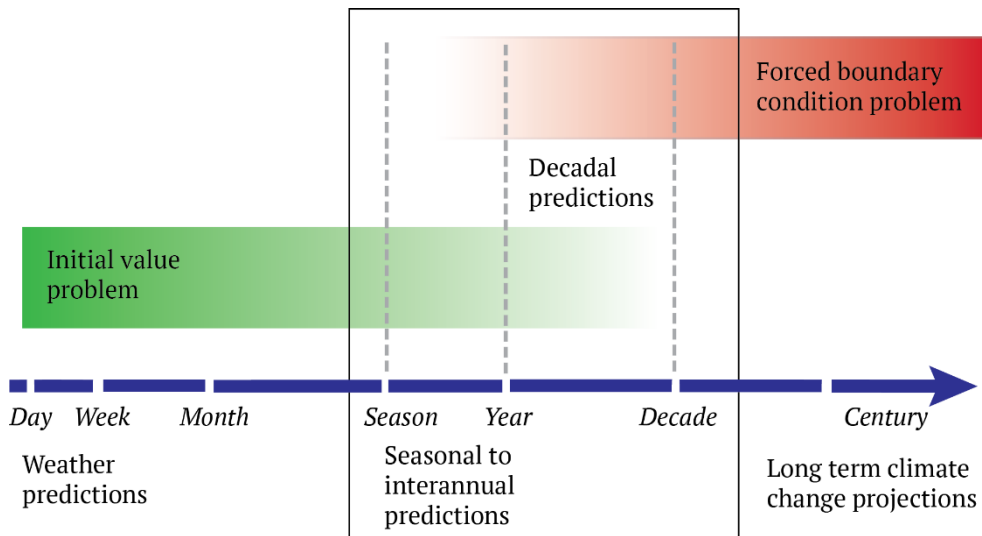 Forced boundary
condition problem
Decadal
predictions
Initial value
problem
Day Week Month Season Year Decade Century
Weather
predictions
Seasonal to
interannual
predictions
Long term climate
change projections